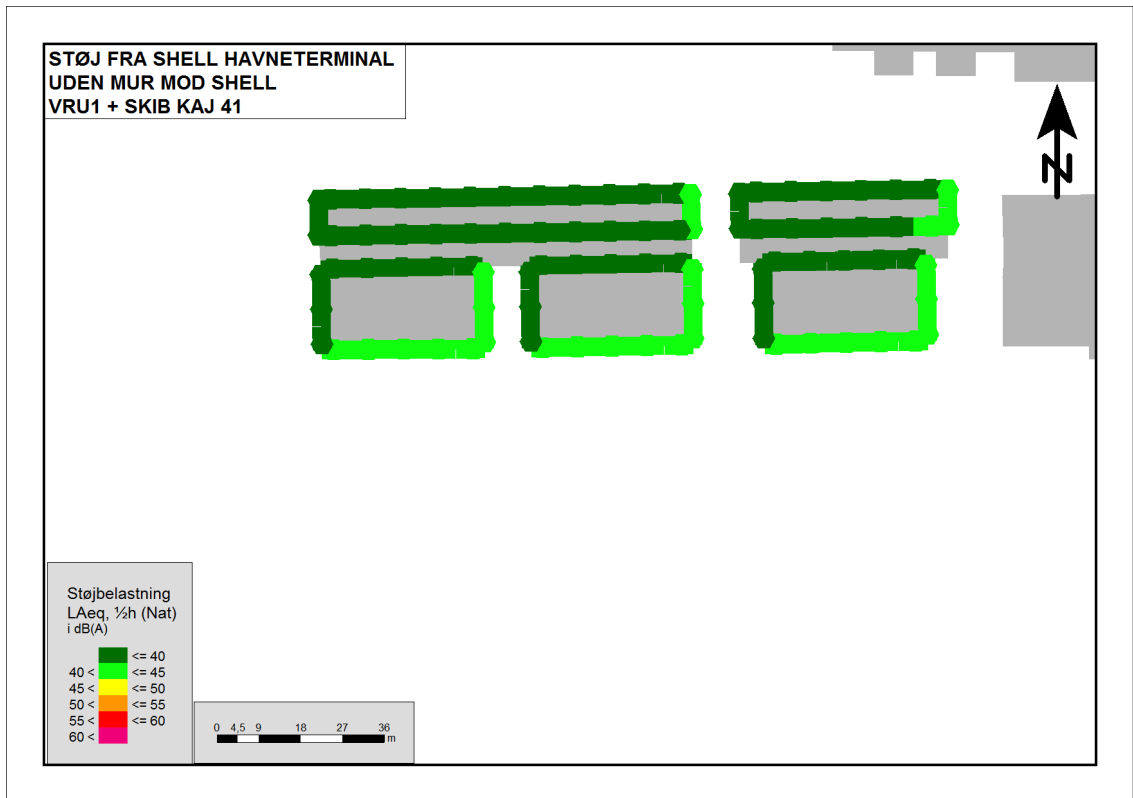 STØJ FRA SHELL HAVNETERMINAL
UDEN MUR MOD SHELL
VRU1 + SKIB KAJ 41
N
Støjbelastning
LAeq, ½h (Nat)
i dB(A)
<= 40
40 < <= 45
45 < <= 50
50 < <= 55
55 < <= 60
60 <
0 4,5 9 18 27 36
m